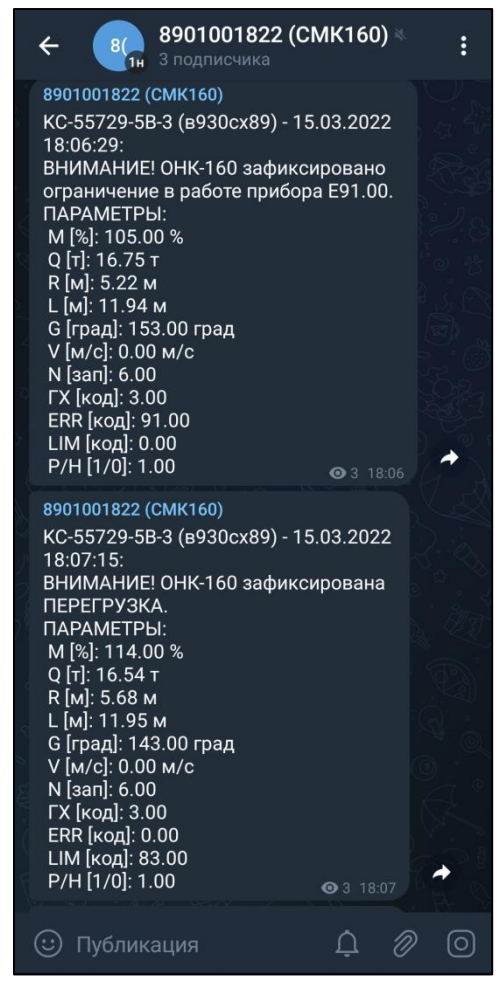 8(
1н
8901001822 (СМК160)
3 подписчика
8901001822 (СМК160)
КС-55729-5В-3 (в930сх89) - 15.03.2022
18:06:29:
ВНИМАНИЕ! ОНК-160 зафиксировано
ограничение в работе прибора Е91.00.
ПАРАМЕТРЫ:
М [%]: 105.00 %
Q [т]: 16.75 т
R [м]: 5.22 м
L [м]: 11.94 м
G [град]: 153.00 град
V [м/с]: 0.00 м/с
N [зап]: 6.00
ГХ [код]: 3.00
ERR [код]: 91.00
LIM [код]: 0.00
Р/Н [1/0]: 1.00
3 18:06
8901001822 (СМК160)
КС-55729-5В-3 (в930сх89) - 15.03.2022
18:07:15:
ВНИМАНИЕ! ОНК-160 зафиксирована
ПЕРЕГРУЗКА.
ПАРАМЕТРЫ:
М [%]: 114.00 %
Q [т]: 16.54 т
R [м]: 5.68 м
L [м]: 11.95 м
G [град]: 143.00 град
V [м/с]: 0.00 м/с
N [зап]: 6.00
ГХ [код]: 3.00
ERR [код]: 0.00
LIM [код]: 83.00
Р/Н [1/0]: 1.00
3 18:07
Публикация